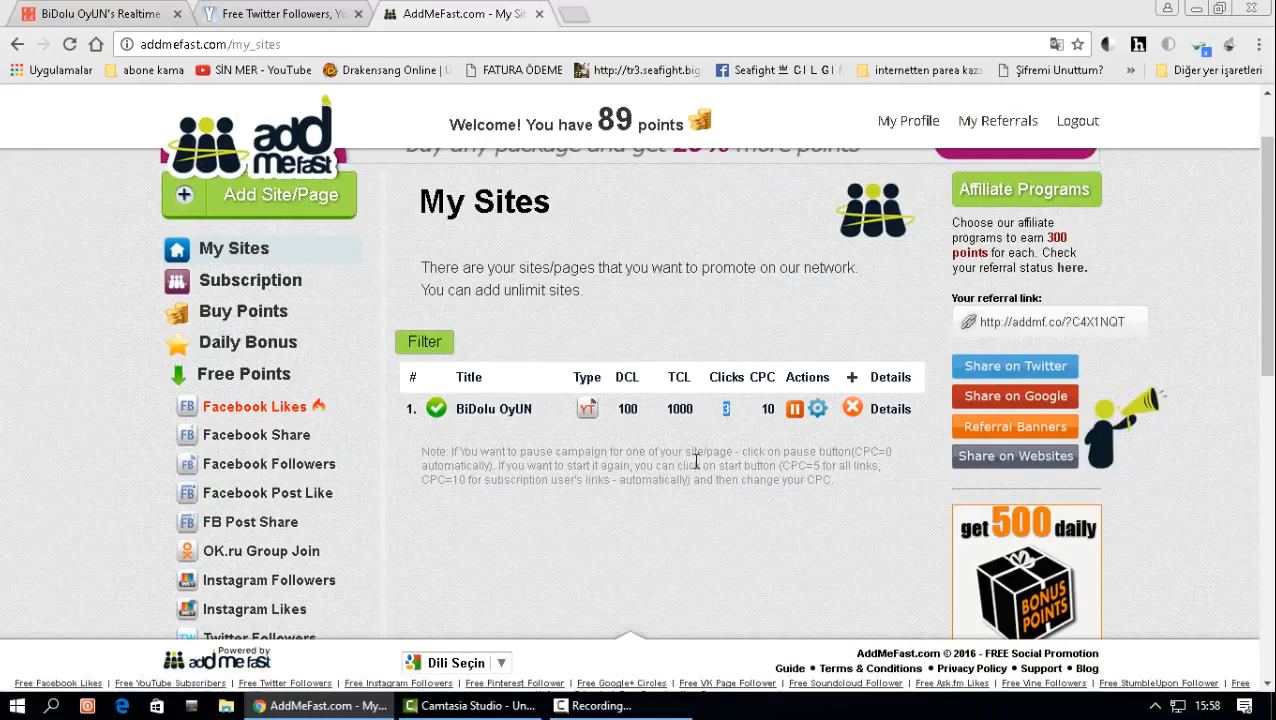 BiDolu OyUN's Realtime
Free Twitter Followers, Y
AddMeFast.com - My Sit
addmefast.com/my_sites
Uygulamalar
abone kama
SİN MER - YouTube
Drakensang Online |
FATURA ÖDEME
http://tr3.seafight.big
internetten parea kaza
Şifremi Unuttum?
»
Diğer yer işaretleri
add me fast
Welcome! You have 89 points
My Profile
My Referrals
Logout
Add Site/Page
My Sites
Subscription
Buy Points
Daily Bonus
Free Points
Facebook Likes
Facebook Share
Facebook Followers
Facebook Post Like
FB Post Share
OK.ru Group Join
Instagram Followers
Instagram Likes
Twitter Followers
My Sites
There are your sites/pages that you want to promote on our network.
You can add unlimit sites.
Filter
# Title Type DCL TCL Clicks CPC Actions + Details
1. BiDolu OyUN YT 100 1000 3 10 Details
Note: If You want to pause campaign for one of your site/page - click on pause button(CPC=0
automatically). If you want to start it again, you can click on start button (CPC=5 for all links,
CPC=10 for subscription user's links - automatically) and then change your CPC.
Affiliate Programs
Choose our affiliate
programs to earn 300
points for each. Check
your referral status here.
Your referral link:
http://addmf.co/?C4X1NQT
Share on Twitter
Share on Google
Referral Banners
Share on Websites
get 500 daily
BONUS
POINTS
Powered by
add me fast
Dili Seçin
AddMeFast.com © 2016 - FREE Social Promotion
Guide • Terms & Conditions • Privacy Policy • Support • Blog
Free Facebook Likes | Free YouTube Subscribers | Free Twitter Followers | Free Instagram Followers | Free Pinterest Follower | Free Google+ Circles | Free VK Page Follower | Free Soundcloud Follower | Free Ask.fm Likes | Free Vine Followers | Free StumbleUpon Follower | Free
AddMeFast.com - My...
Camtasia Studio - Un...
Recording...
15:58